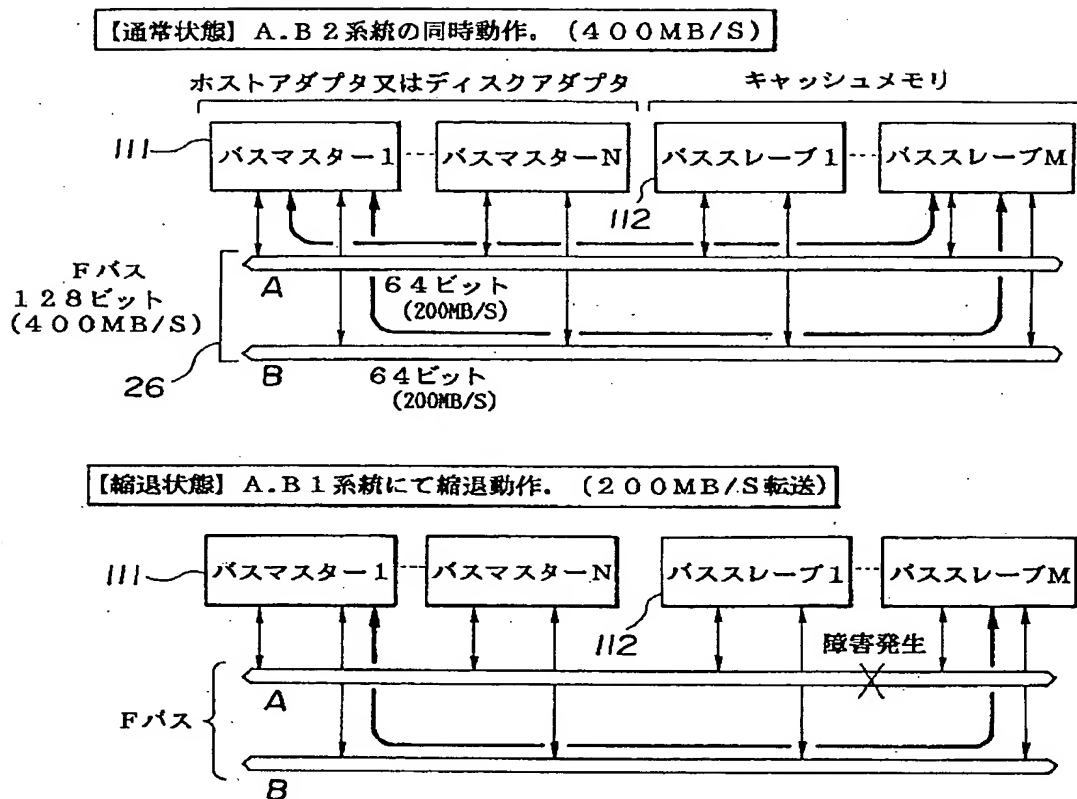 【通常状態】A.B2系統の同時動作。(400MB/S)
ホストアダプタ又はディスクアダプタ
キャッシュメモリ
111
バスマスター1
バスマスターN
バススレーブ1
バススレーブM
112
Fバス
128ビット
(400MB/S)
26
A
64ビット
(200MB/S)
B
64ビット
(200MB/S)
【縮退状態】A.B1系統にて縮退動作。(200MB/S転送)
111
バスマスター1
バスマスターN
バススレーブ1
バススレーブM
112
障害発生
Fバス
A
B